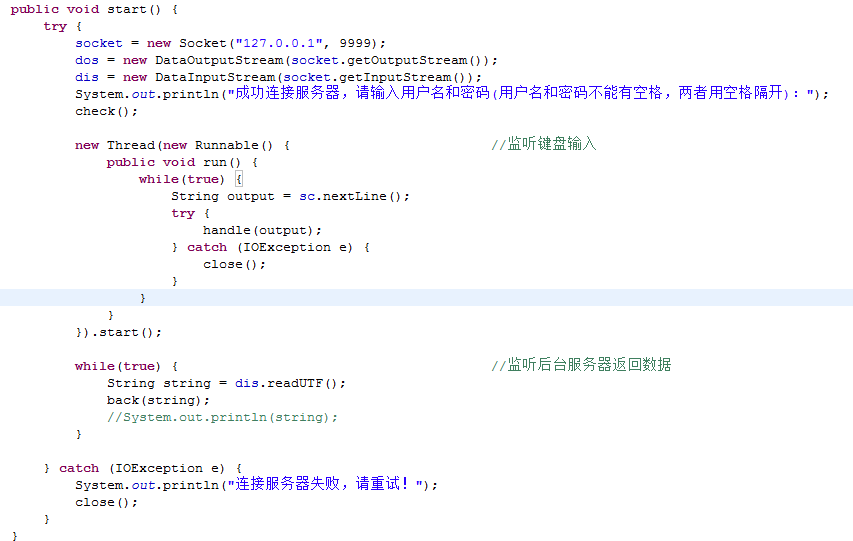 public void start() {
try {
socket = new Socket("127.0.0.1", 9999);
dos = new DataOutputStream(socket.getOutputStream());
dis = new DataInputStream(socket.getInputStream());
System.out.println("成功连接服务器，请输入用户名和密码(用户名和密码不能有空格，两者用空格隔开)：");
check();
new Thread(new Runnable() { //监听键盘输入
public void run() {
while(true) {
String output = sc.nextLine();
try {
handle(output);
} catch (IOException e) {
close();
}
}
}
}).start();
while(true) { //监听后台服务器返回数据
String string = dis.readUTF();
back(string);
//System.out.println(string);
}
} catch (IOException e) {
System.out.println("连接服务器失败，请重试！");
close();
}
}